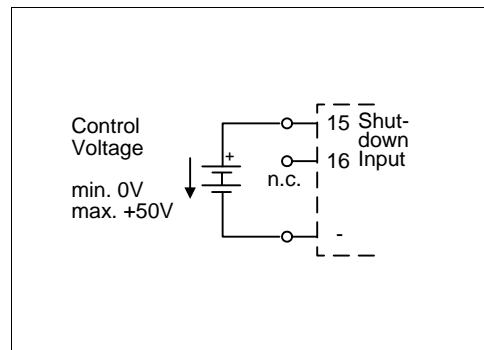 Control
Voltage
min. 0V
max. +50V
+
n.c.
15 Shut-
down
16 Input
-